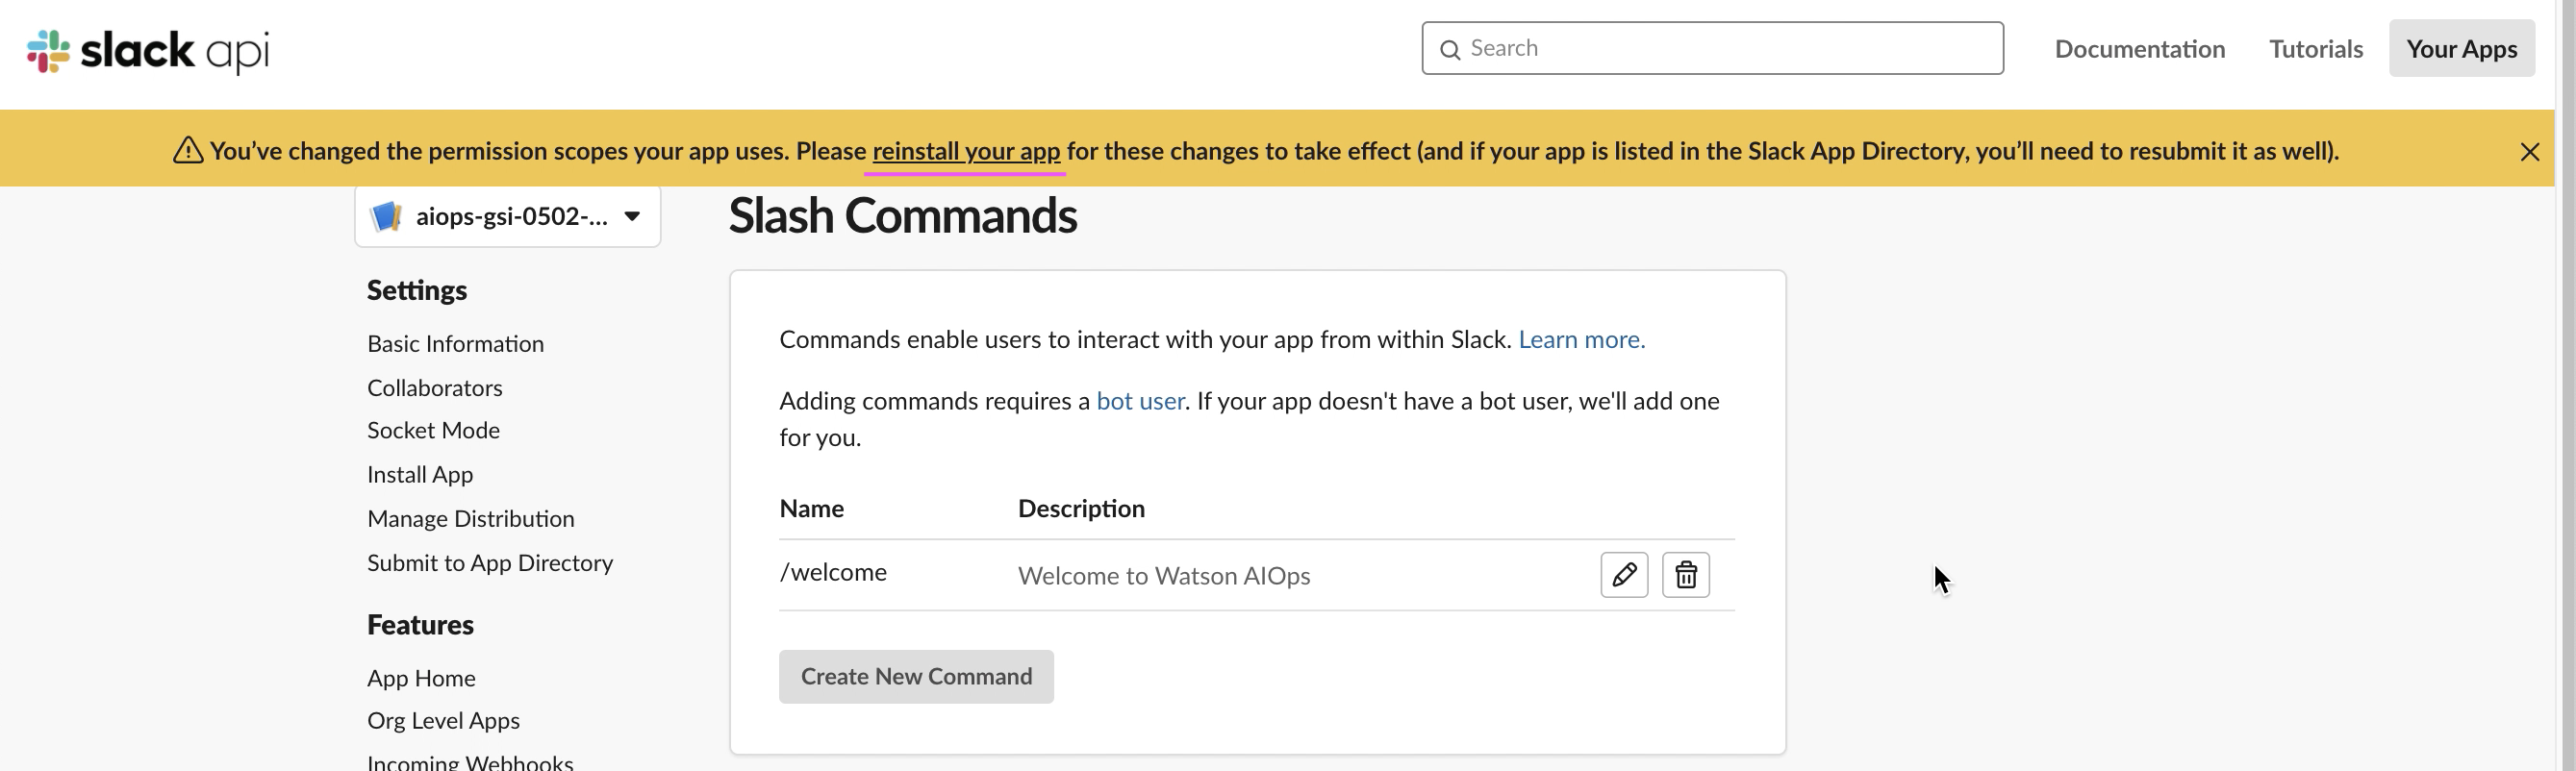 slack api
Search
Documentation
Tutorials
Your Apps
You’ve changed the permission scopes your app uses. Please reinstall your app for these changes to take effect (and if your app is listed in the Slack App Directory, you’ll need to resubmit it as well).
aiops-gsi-0502-...
Settings
Basic Information
Collaborators
Socket Mode
Install App
Manage Distribution
Submit to App Directory
Features
App Home
Org Level Apps
Incoming Webhooks
Slash Commands
Commands enable users to interact with your app from within Slack. Learn more.
Adding commands requires a bot user. If your app doesn't have a bot user, we'll add one
for you.
Name Description
/welcome Welcome to Watson AIOps
Create New Command